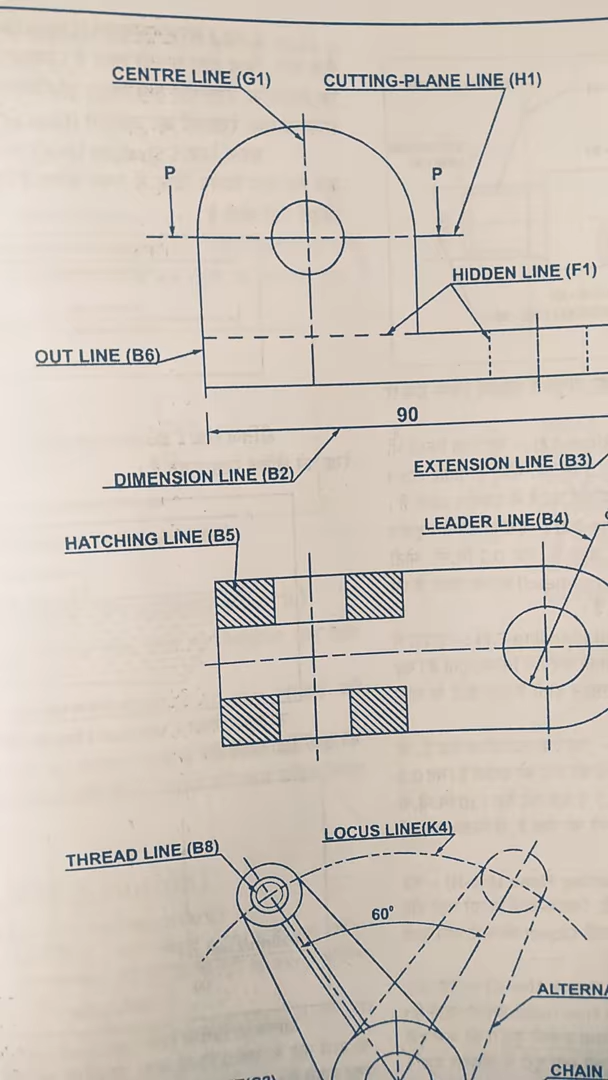 CENTRE LINE (G1)
CUTTING-PLANE LINE (H1)
P
P
HIDDEN LINE (F1)
OUT LINE (B6)
90
DIMENSION LINE (B2)
EXTENSION LINE (B3)
LEADER LINE(B4)
HATCHING LINE (B5)
LOCUS LINE(K4)
THREAD LINE (B8)
60°
ALTERNA
CHAIN